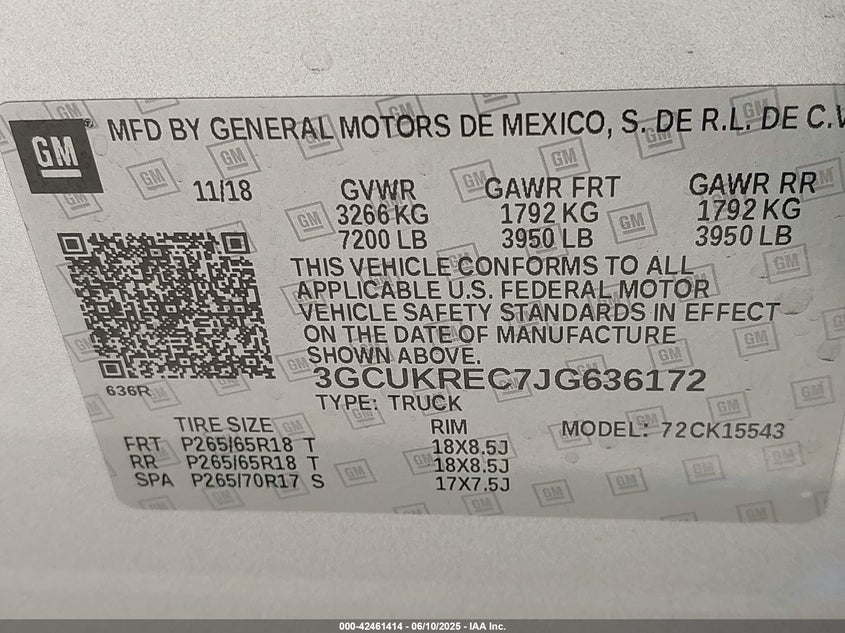 GM® MFD BY GENERAL MOTORS DE MEXICO, S. DE R.L. DE C.V
11/18 GVWR GAWR FRT GAWR RR
3266 KG 1792 KG 1792 KG
7200 LB 3950 LB 3950 LB
THIS VEHICLE CONFORMS TO ALL
APPLICABLE U.S. FEDERAL MOTOR
VEHICLE SAFETY STANDARDS IN EFFECT
ON THE DATE OF MANUFACTURE
SHOWN ABOVE.
636R 3GCUKREC7JG636172
TYPE: TRUCK
TIRE SIZE RIM MODEL: 72CK15543
FRT P265/65R18 T 18X8.5J
RR P265/65R18 T 18X8.5J
SPA P265/70R17 S 17X7.5J
000-42461414 - 06/10/2025 - IAA Inc.